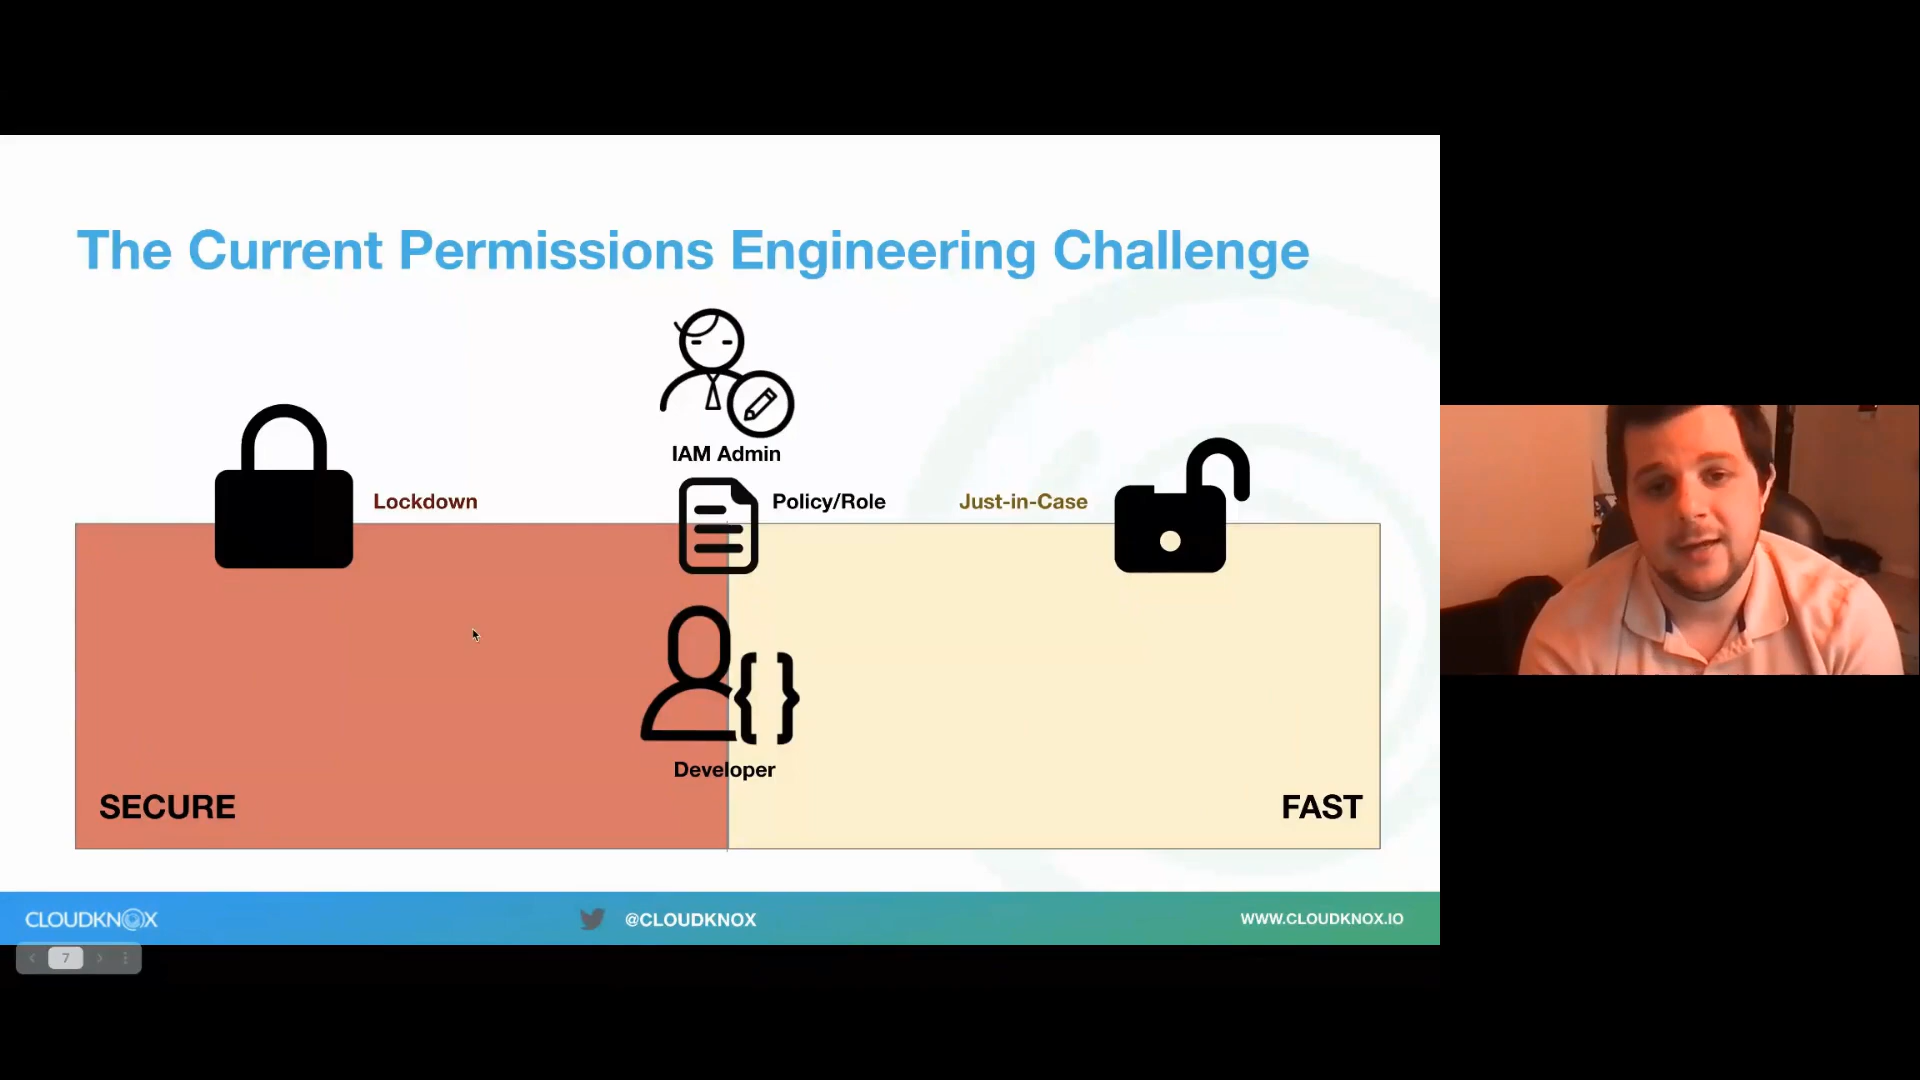 The Current Permissions Engineering Challenge
IAM Admin
Lockdown
Policy/Role
Just-in-Case
{ }
Developer
SECURE
FAST
CLOUDKNOX
@CLOUDKNOX
WWW.CLOUDKNOX.IO
7